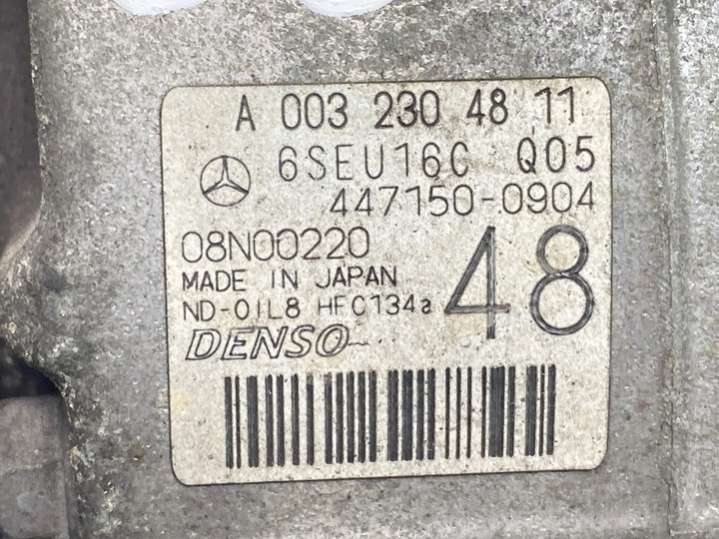 A 003 230 48 11
6SEU16C Q05
447150-0904
08N00220
MADE IN JAPAN
ND-OIL8 HFC134a
48
DENSO